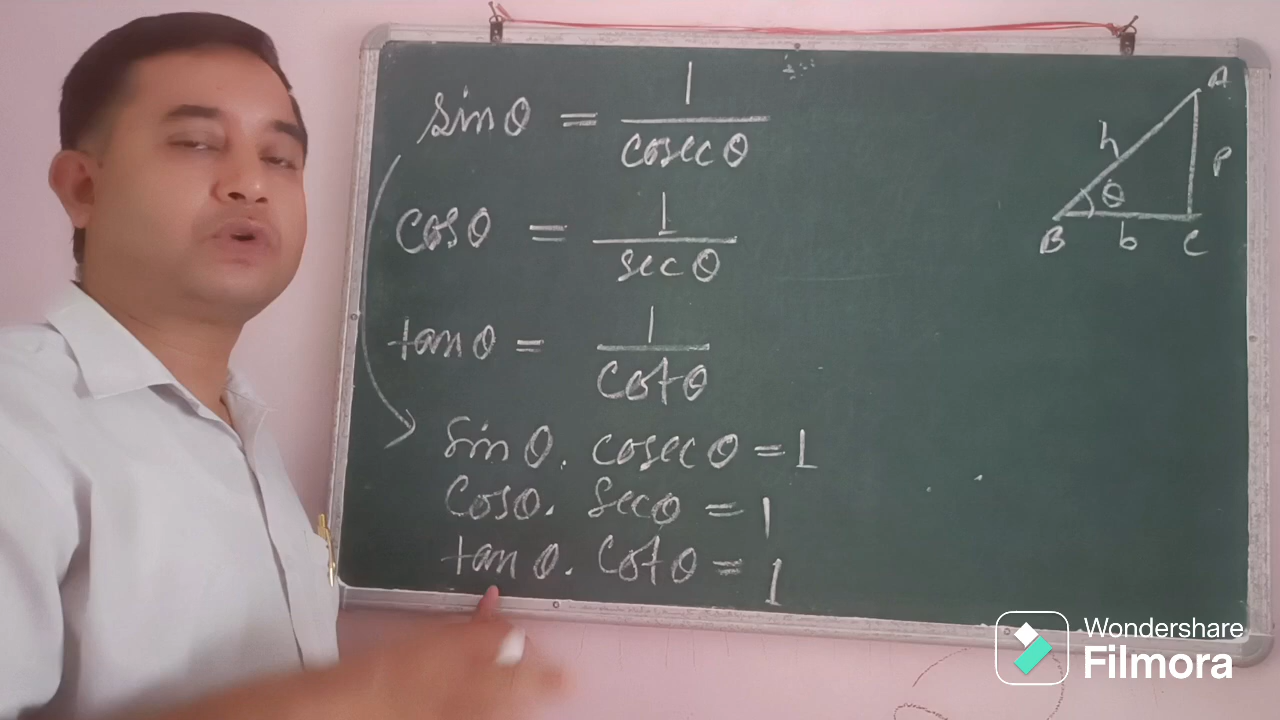 sinθ = 1/cosecθ
cosθ = 1/secθ
tanθ = 1/cotθ
sinθ. cosecθ = 1
cosθ. secθ = 1
tanθ. cotθ = 1
A
h
P
θ
B b C
Wondershare
Filmora